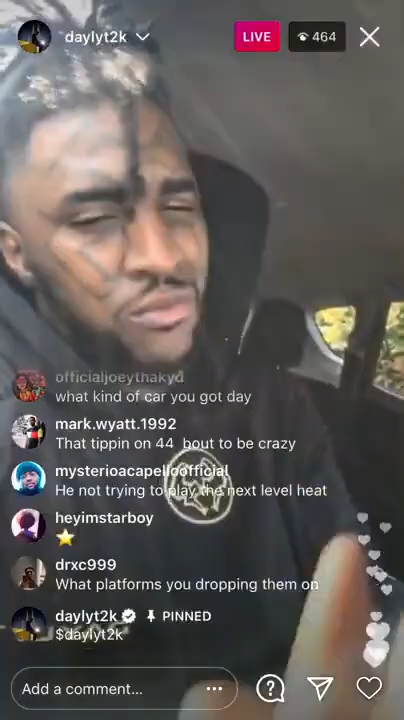 daylyt2k
LIVE
464
officialjoeythakyd
what kind of car you got day
mark.wyatt.1992
That tippin on 44 bout to be crazy
mysterioacapelloofficial
He not trying to play the next level heat
heyimstarboy
drxc999
What platforms you dropping them on
daylyt2k PINNED
$daylyt2k
Add a comment...